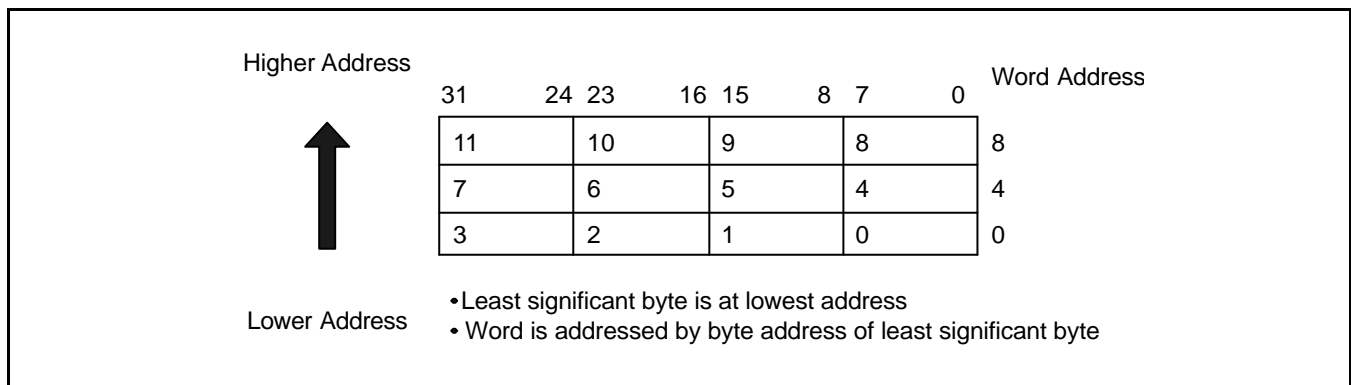 Higher Address
Word Address
31 24 23 16 15 8 7 0
11 10 9 8 8
7 6 5 4 4
3 2 1 0 0
Lower Address
•Least significant byte is at lowest address
• Word is addressed by byte address of least significant byte